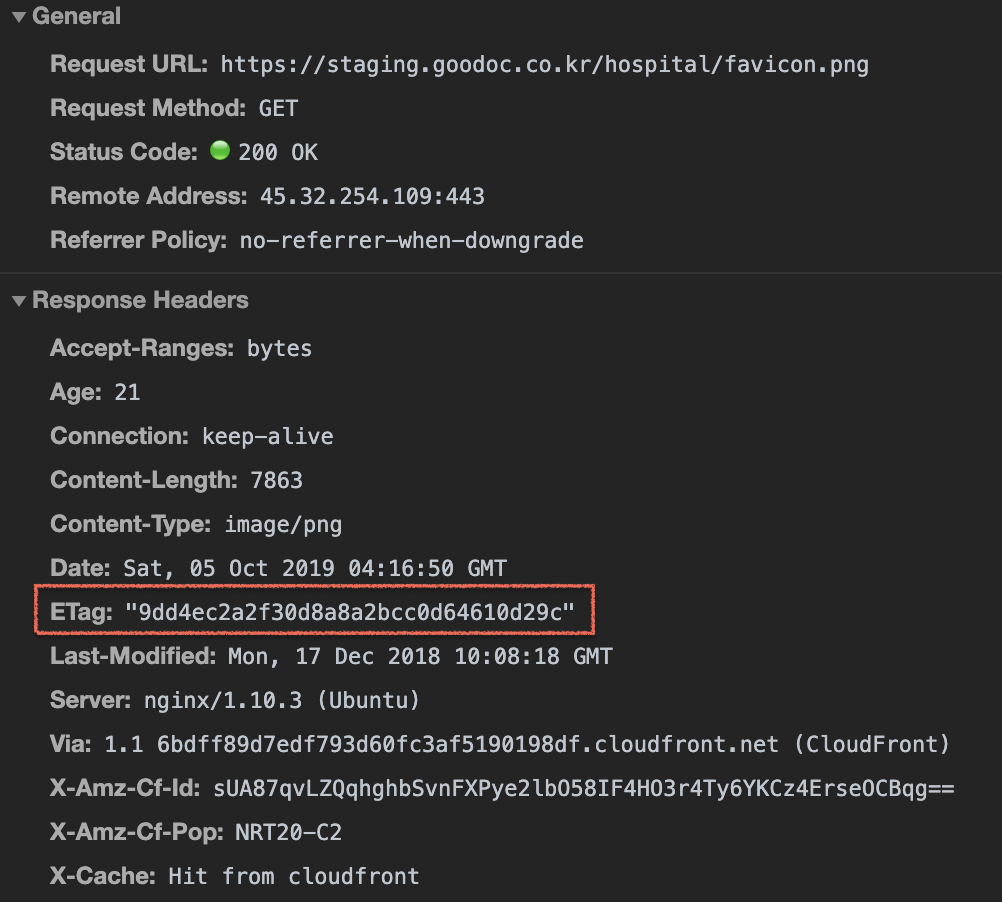 General
Request URL: https://staging.goodoc.co.kr/hospital/favicon.png
Request Method: GET
Status Code: 200 OK
Remote Address: 45.32.254.109:443
Referrer Policy: no-referrer-when-downgrade
Response Headers
Accept-Ranges: bytes
Age: 21
Connection: keep-alive
Content-Length: 7863
Content-Type: image/png
Date: Sat, 05 Oct 2019 04:16:50 GMT
ETag: "9dd4ec2a2f30d8a8a2bcc0d64610d29c"
Last-Modified: Mon, 17 Dec 2018 10:08:18 GMT
Server: nginx/1.10.3 (Ubuntu)
Via: 1.1 6bdff89d7edf793d60fc3af5190198df.cloudfront.net (CloudFront)
X-Amz-Cf-Id: sUA87qvLZQqhghbSvnFXPye2lbO58IF4HO3r4Ty6YKCz4ErseOCBqg==
X-Amz-Cf-Pop: NRT20-C2
X-Cache: Hit from cloudfront